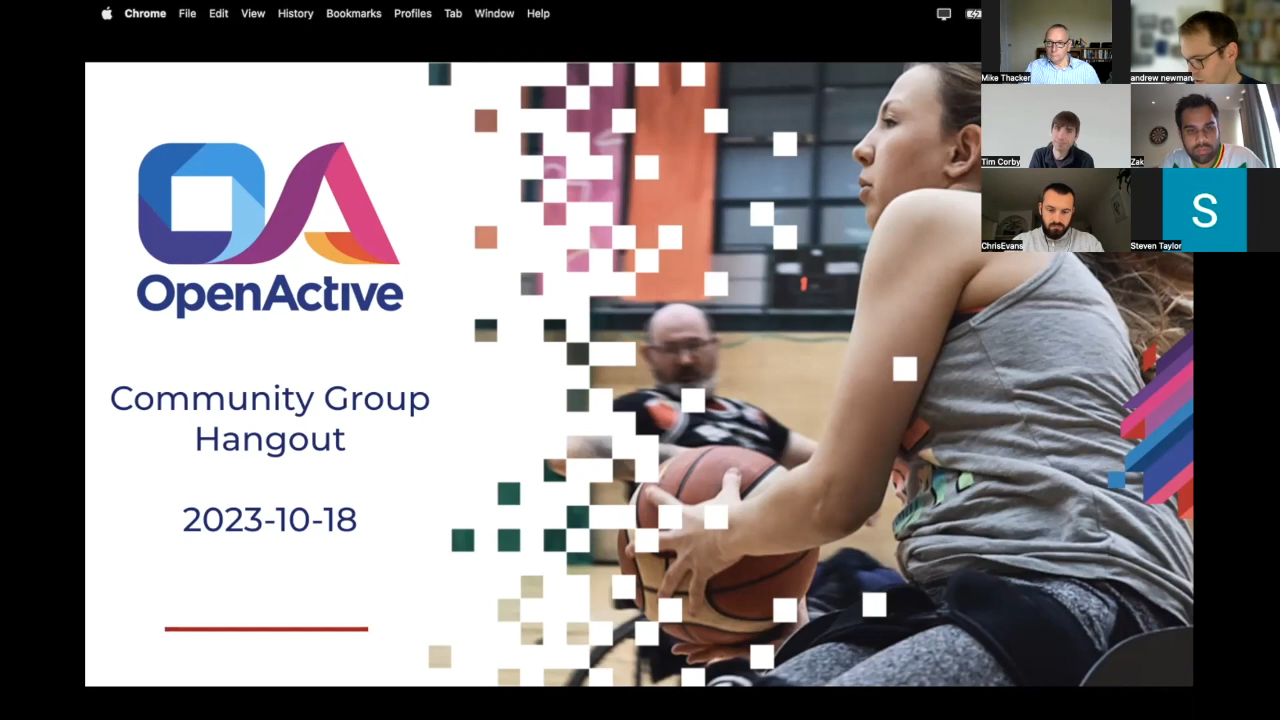 Chrome File Edit View History Bookmarks Profiles Tab Window Help
Mike Thacker
andrew newman
Tim Corby
Zak
ChrisEvans
S
Steven Taylor
OA
OpenActive
Community Group
Hangout
2023-10-18